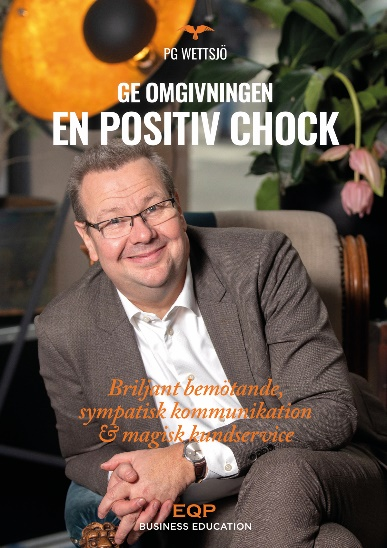 PG WETTSJÖ
GE OMGIVNINGEN
EN POSITIV CHOCK
Briljant bemötande,
sympatisk kommunikation
& magisk kundservice
EQP
BUSINESS EDUCATION